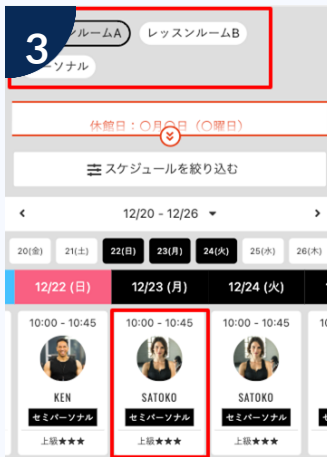 3
ンルームA レッスンルームB
ーソナル
休館日：〇月〇日（〇曜日）
スケジュールを絞り込む
12/20 - 12/26
20(金) 21(土) 22(日) 23(月) 24(火) 25(水) 26(木)
12/22 (日) 12/23 (月) 12/24 (火)
10:00 - 10:45 10:00 - 10:45 10:00 - 10:45
KEN SATOKO SATOKO
セミパーソナル セミパーソナル セミパーソナル
上級★★★ 上級★★★ 上級★★★